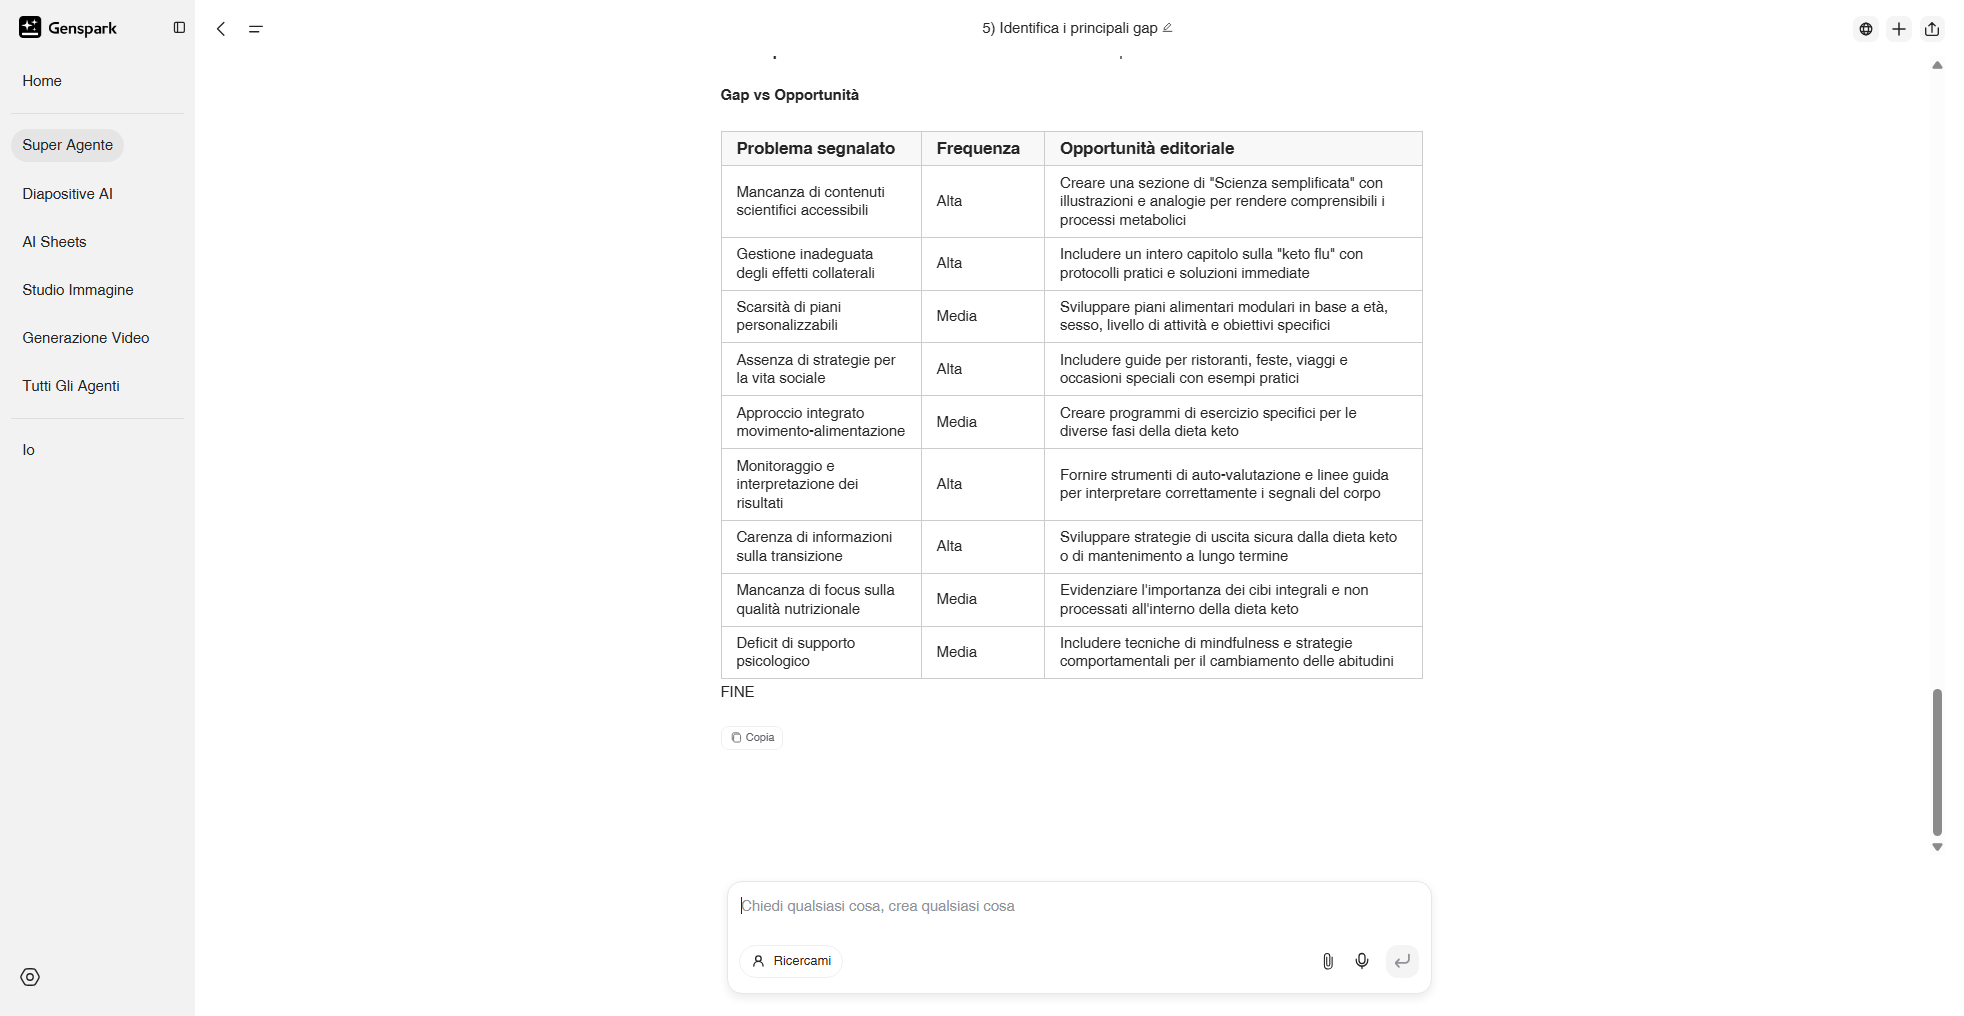 Genspark
Home
Super Agente
Diapositive AI
AI Sheets
Studio Immagine
Generazione Video
Tutti Gli Agenti
Io
5) Identifica i principali gap
Gap vs Opportunità
Problema segnalato
Frequenza
Opportunità editoriale
Mancanza di contenuti
scientifici accessibili
Alta
Creare una sezione di "Scienza semplificata" con
illustrazioni e analogie per rendere comprensibili i
processi metabolici
Gestione inadeguata
degli effetti collaterali
Alta
Includere un intero capitolo sulla "keto flu" con
protocolli pratici e soluzioni immediate
Scarsità di piani
personalizzabili
Media
Sviluppare piani alimentari modulari in base a età,
sesso, livello di attività e obiettivi specifici
Assenza di strategie per
la vita sociale
Alta
Includere guide per ristoranti, feste, viaggi e
occasioni speciali con esempi pratici
Approccio integrato
movimento-alimentazione
Media
Creare programmi di esercizio specifici per le
diverse fasi della dieta keto
Monitoraggio e
interpretazione dei
risultati
Alta
Fornire strumenti di auto-valutazione e linee guida
per interpretare correttamente i segnali del corpo
Carenza di informazioni
sulla transizione
Alta
Sviluppare strategie di uscita sicura dalla dieta keto
o di mantenimento a lungo termine
Mancanza di focus sulla
qualità nutrizionale
Media
Evidenziare l'importanza dei cibi integrali e non
processati all'interno della dieta keto
Deficit di supporto
psicologico
Media
Includere tecniche di mindfulness e strategie
comportamentali per il cambiamento delle abitudini
FINE
Copia
Chiedi qualsiasi cosa, crea qualsiasi cosa
Ricercami